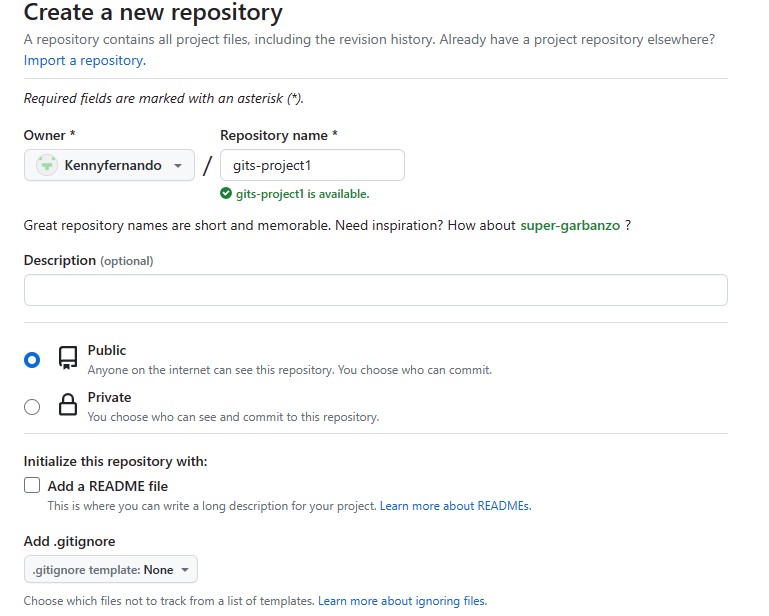 Create a new repository
A repository contains all project files, including the revision history. Already have a project repository elsewhere?
Import a repository.
Required fields are marked with an asterisk (*).
Owner * Repository name *
Kennyfernando / gits-project1
gits-project1 is available.
Great repository names are short and memorable. Need inspiration? How about super-garbanzo ?
Description (optional)
Public
Anyone on the internet can see this repository. You choose who can commit.
Private
You choose who can see and commit to this repository.
Initialize this repository with:
Add a README file
This is where you can write a long description for your project. Learn more about READMEs.
Add .gitignore
.gitignore template: None
Choose which files not to track from a list of templates. Learn more about ignoring files.